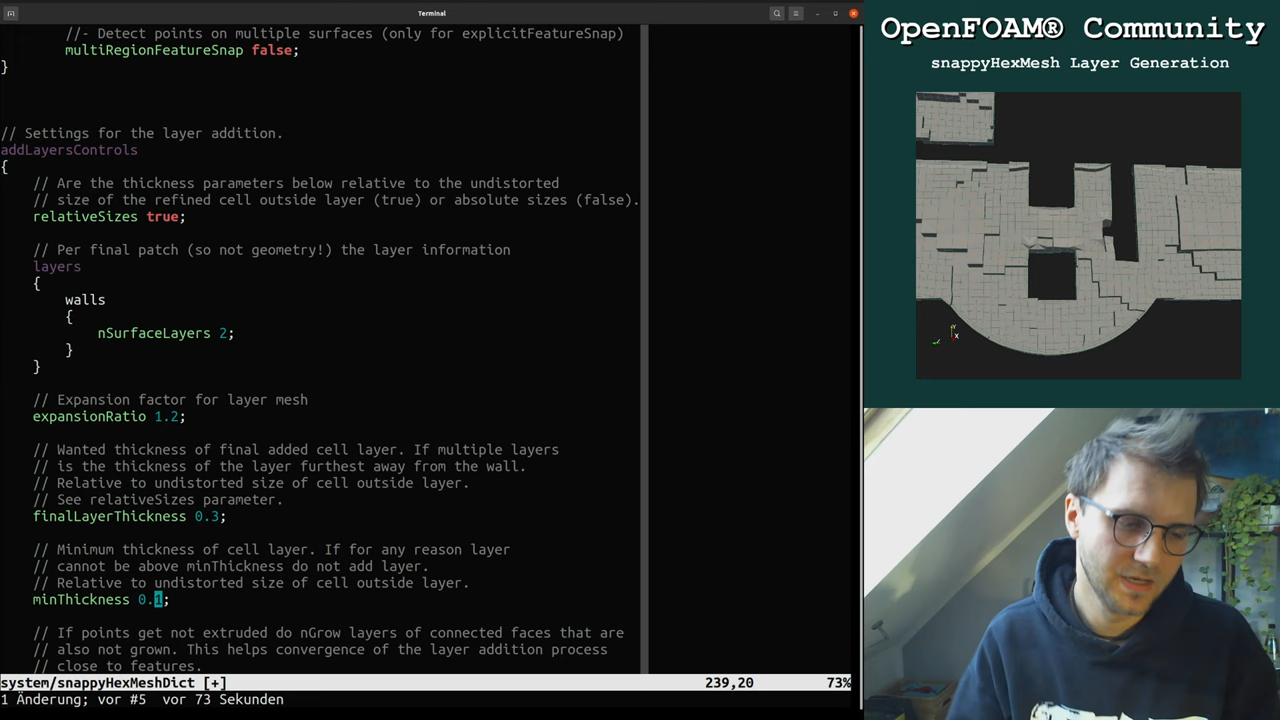 Terminal
//- Detect points on multiple surfaces (only for explicitFeatureSnap)
multiRegionFeatureSnap false;
}
// Settings for the layer addition.
addLayersControls
{
// Are the thickness parameters below relative to the undistorted
// size of the refined cell outside layer (true) or absolute sizes (false).
relativeSizes true;
// Per final patch (so not geometry!) the layer information
layers
{
walls
{
nSurfaceLayers 2;
}
}
// Expansion factor for layer mesh
expansionRatio 1.2;
// Wanted thickness of final added cell layer. If multiple layers
// is the thickness of the layer furthest away from the wall.
// Relative to undistorted size of cell outside layer.
// See relativeSizes parameter.
finalLayerThickness 0.3;
// Minimum thickness of cell layer. If for any reason layer
// cannot be above minThickness do not add layer.
// Relative to undistorted size of cell outside layer.
minThickness 0.1;
// If points get not extruded do nGrow layers of connected faces that are
// also not grown. This helps convergence of the layer addition process
// close to features.
system/snappyHexMeshDict [+] 239,20 73%
1 Änderung; vor #5 vor 73 Sekunden
OpenFOAM® Community
snappyHexMesh Layer Generation
Y
X